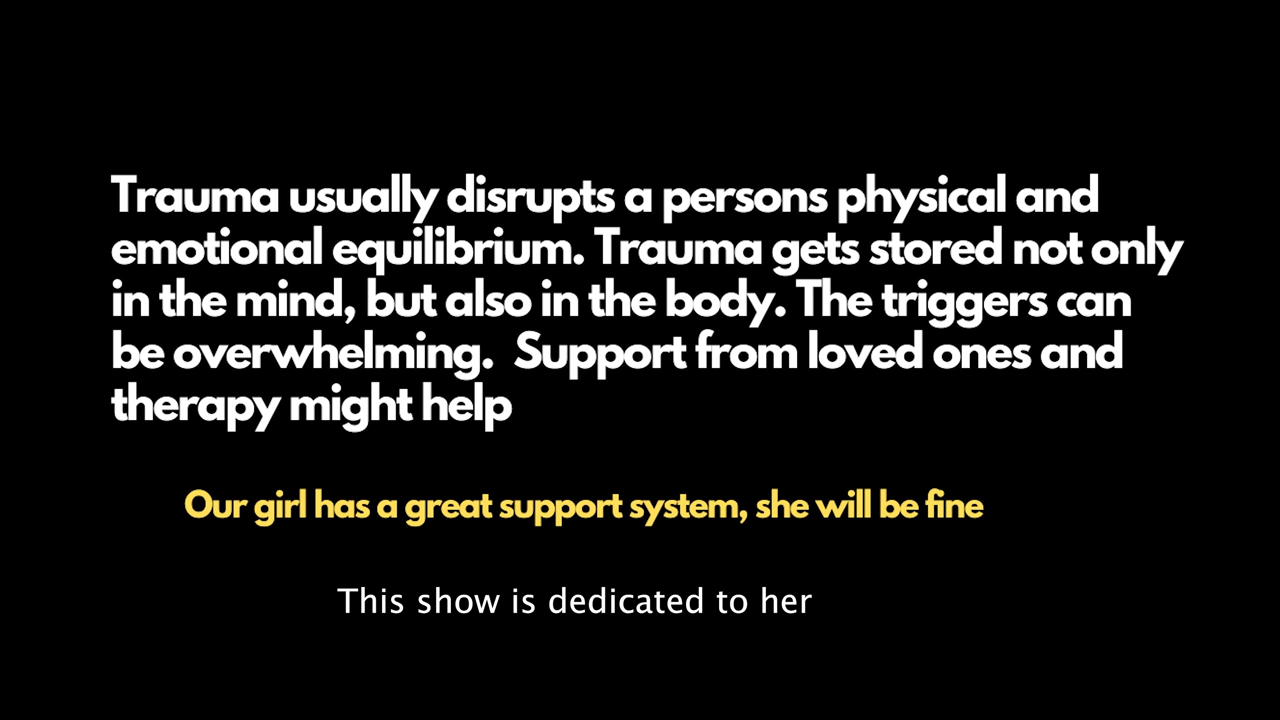 Trauma usually disrupts a persons physical and
emotional equilibrium. Trauma gets stored not only
in the mind, but also in the body. The triggers can
be overwhelming.  Support from loved ones and
therapy might help
Our girl has a great support system, she will be fine
This show is dedicated to her